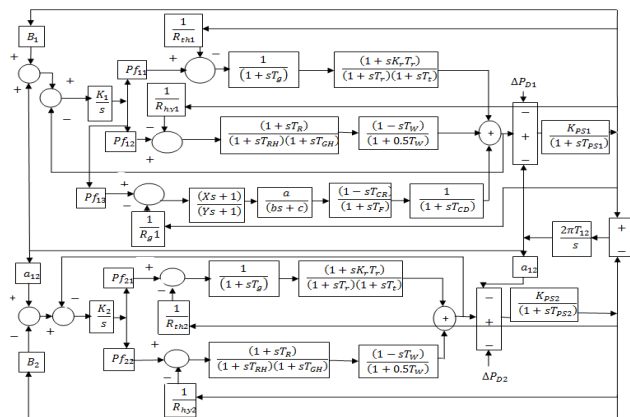 B₁
1
R_th1
K₁
s
Pf₁₁
1
(1 + sT_g)
(1 + sK_rT_r)
(1 + sT_r)(1 + sT_t)
ΔP_D1
1
R_hy1
Pf₁₂
(1 + sT_R)
(1 + sT_RH)(1 + sT_GH)
(1 − sT_W)
(1 + 0.5T_W)
K_PS1
(1 + sT_PS1)
Pf₁₃
(Xs + 1)
(Ys + 1)
a
(bs + c)
(1 − sT_CR)
(1 + sT_F)
1
(1 + sT_CD)
1
R_g1
2πT₁₂
s
a₁₂
a₁₂
K₂
s
Pf₂₁
1
(1 + sT_g)
(1 + sK_rT_r)
(1 + sT_r)(1 + sT_t)
1
R_th2
K_PS2
(1 + sT_PS2)
B₂
Pf₂₂
(1 + sT_R)
(1 + sT_RH)(1 + sT_GH)
(1 − sT_W)
(1 + 0.5T_W)
ΔP_D2
1
R_hy2